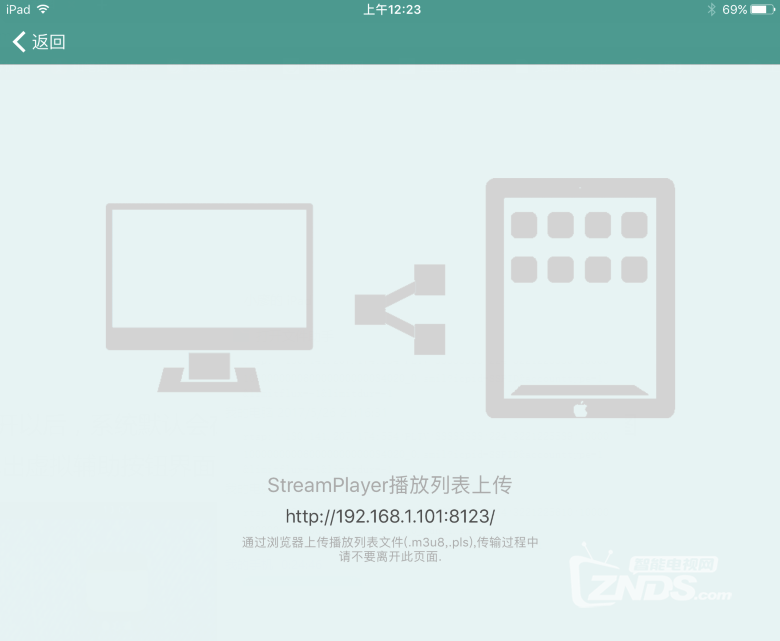 iPad 上午12:23 69%
返回
StreamPlayer播放列表上传
http://192.168.1.101:8123/
通过浏览器上传播放列表文件(.m3u8,.pls),传输过程中
请不要离开此页面.
智能电视网
ZNDS.com